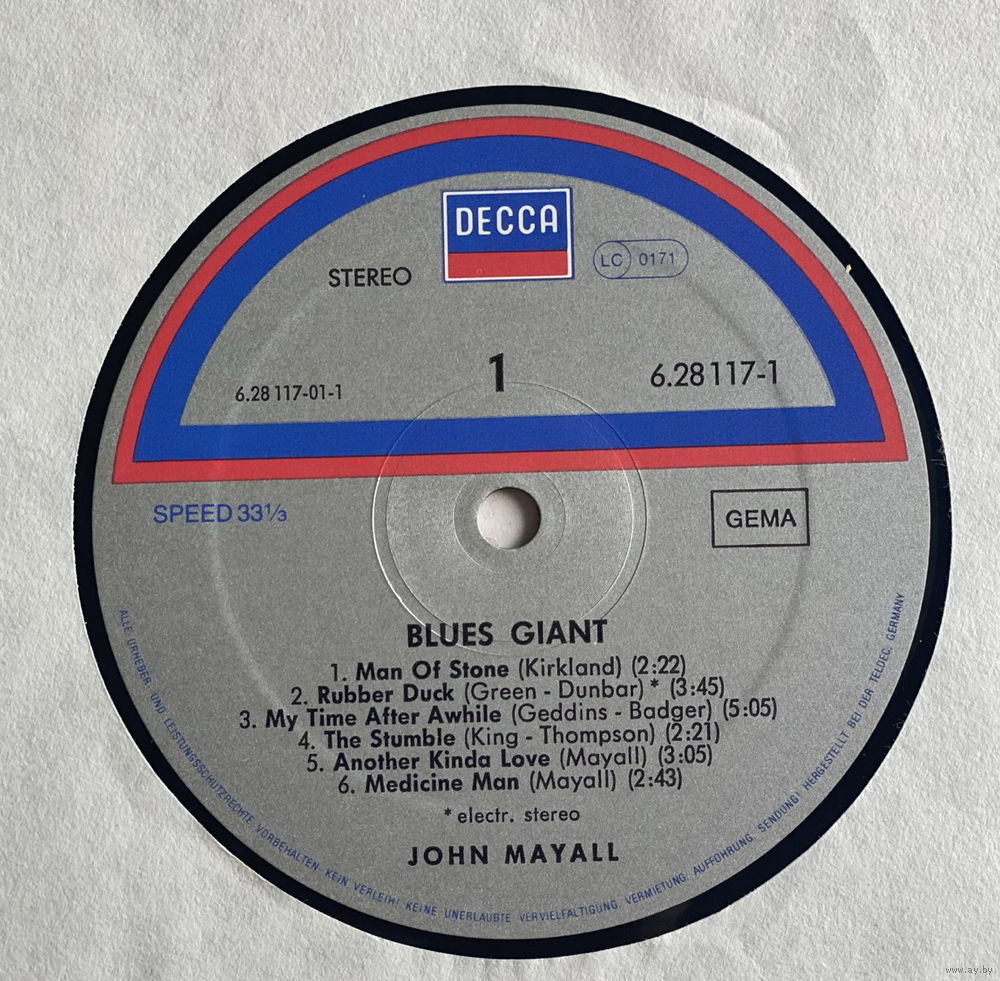 DECCA
STEREO
LC 0171
1
6.28117-01-1
6.28117-1
SPEED 33⅓
GEMA
BLUES GIANT
1. Man Of Stone (Kirkland) (2:22)
2. Rubber Duck (Green - Dunbar) * (3:45)
3. My Time After Awhile (Geddins - Badger) (5:05)
4. The Stumble (King - Thompson) (2:21)
5. Another Kinda Love (Mayall) (3:05)
6. Medicine Man (Mayall) (2:43)
* electr. stereo
JOHN MAYALL
ALLE URHEBER- UND LEISTUNGSSCHUTZRECHTE VORBEHALTEN. KEIN VERLEIH! KEINE UNERLAUBTE VERVIELFÄLTIGUNG, VERMIETUNG, AUFFÜHRUNG, SENDUNG! HERGESTELLT BEI DER TELDEC, GERMANY
www.ay.by